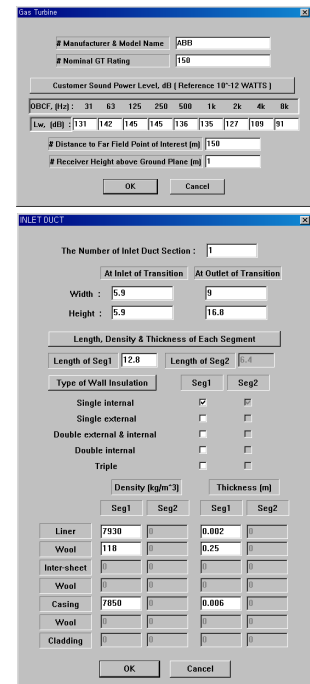 Gas Turbine
# Manufacturer & Model Name ABB
# Nominal GT Rating 150
Customer Sound Power Level, dB ( Reference 10^-12 WATTS )
OBCF, (Hz) : 31 63 125 250 500 1k 2k 4k 8k
Lw, (dB) : 131 142 145 145 136 135 127 109 91
# Distance to Far Field Point of Interest (m) 150
# Receiver Height above Ground Plane (m) 1
OK Cancel
INLET DUCT
The Number of Inlet Duct Section : 1
At Inlet of Transition At Outlet of Transition
Width : 5.9 9
Height : 5.9 16.8
Length, Density & Thickness of Each Segment
Length of Seg1 12.8 Length of Seg2 6.4
Type of Wall Insulation Seg1 Seg2
Single internal
Single external
Double external & internal
Double internal
Triple
Density (kg/m^3) Thickness (m)
Seg1 Seg2 Seg1 Seg2
Liner 7930 0 0.002 0
Wool 118 0 0.25 0
Inter-sheet 0 0 0 0
Wool 0 0 0 0
Casing 7850 0 0.006 0
Wool 0 0 0 0
Cladding 0 0 0 0
OK Cancel